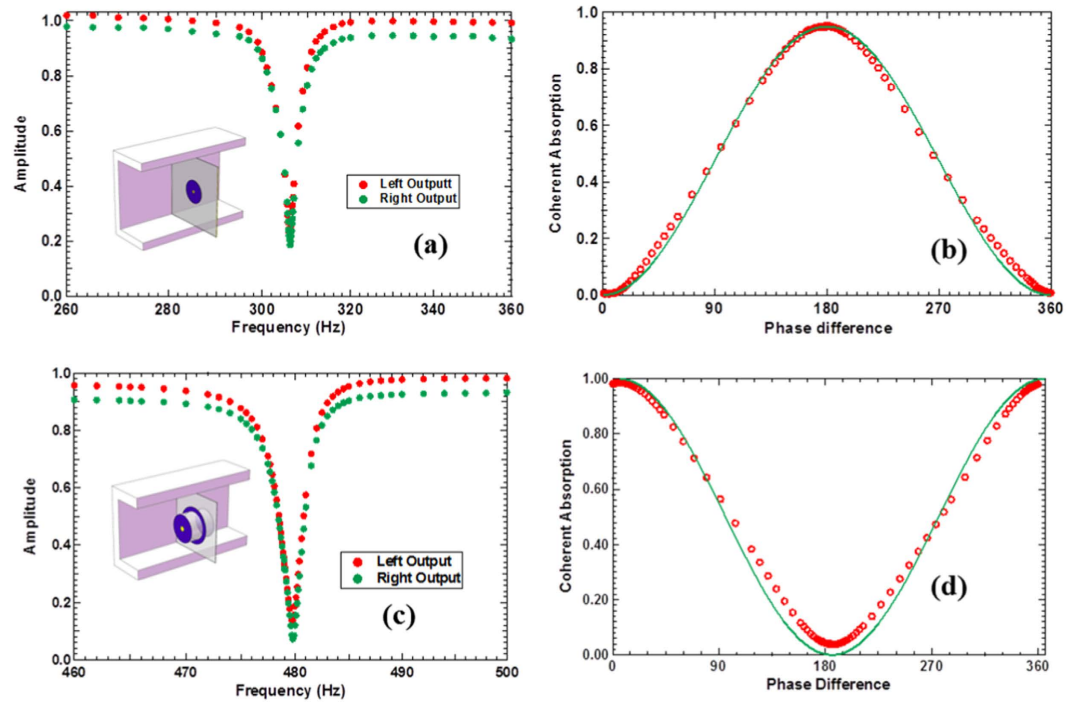 1.0
0.8
0.6
0.4
0.2
0.0
Amplitude
260 280 300 320 340 360
Frequency (Hz)
Left Outputt
Right Output
(a)
1.0
0.8
0.6
0.4
0.2
0.0
Coherent Absorption
0 90 180 270 360
Phase difference
(b)
1.0
0.8
0.6
0.4
0.2
0.0
Amplitude
460 470 480 490 500
Frequency (Hz)
Left Output
Right Output
(c)
1.00
0.80
0.60
0.40
0.20
0.00
Coherent Absorption
0 90 180 270 360
Phase Difference
(d)